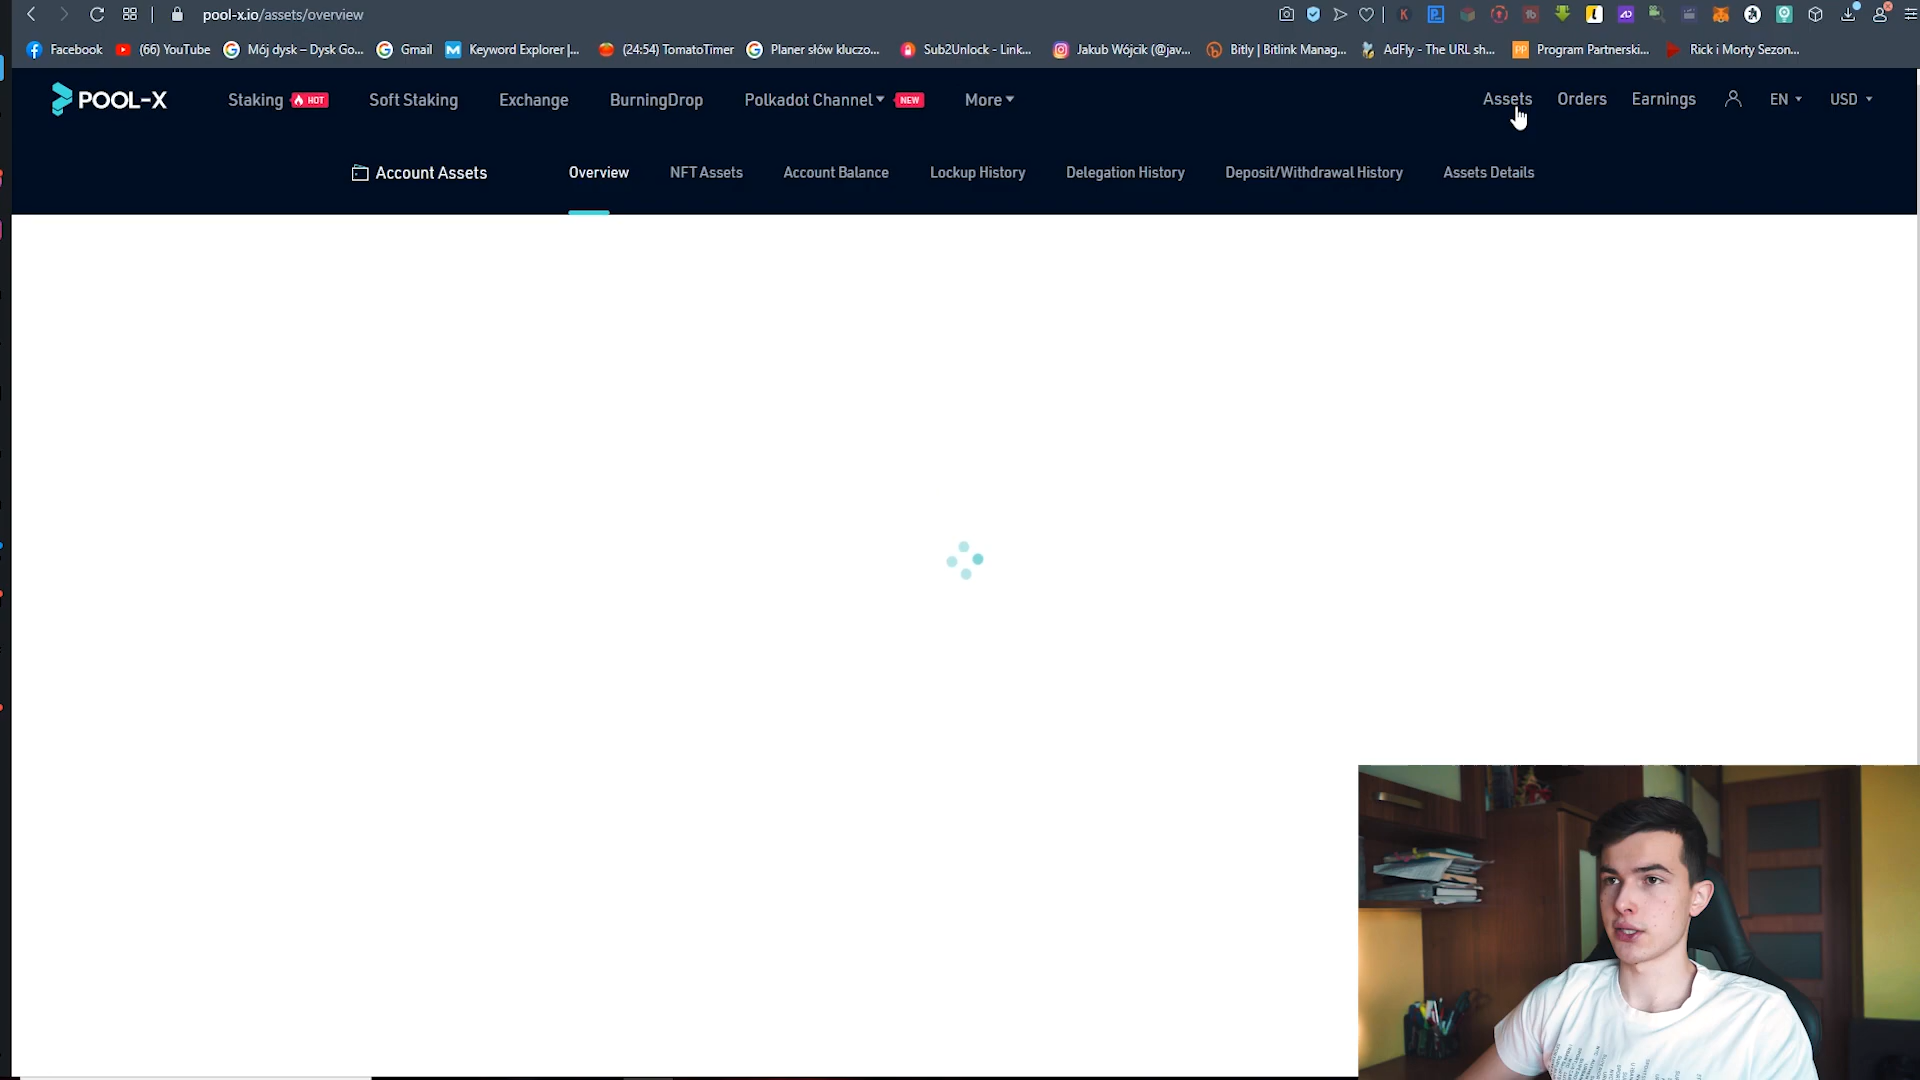 pool-x.io/assets/overview
Facebook (66) YouTube Mój dysk – Dysk Go... Gmail Keyword Explorer |... (24:54) TomatoTimer Planer słów kluczo... Sub2Unlock - Link... Jakub Wójcik (@jav... Bitly | Bitlink Manag... AdFly - The URL sh... Program Partnerski... Rick i Morty Sezon...
POOL-X Staking HOT Soft Staking Exchange BurningDrop Polkadot Channel NEW More Assets Orders Earnings EN USD
Account Assets Overview NFT Assets Account Balance Lockup History Delegation History Deposit/Withdrawal History Assets Details